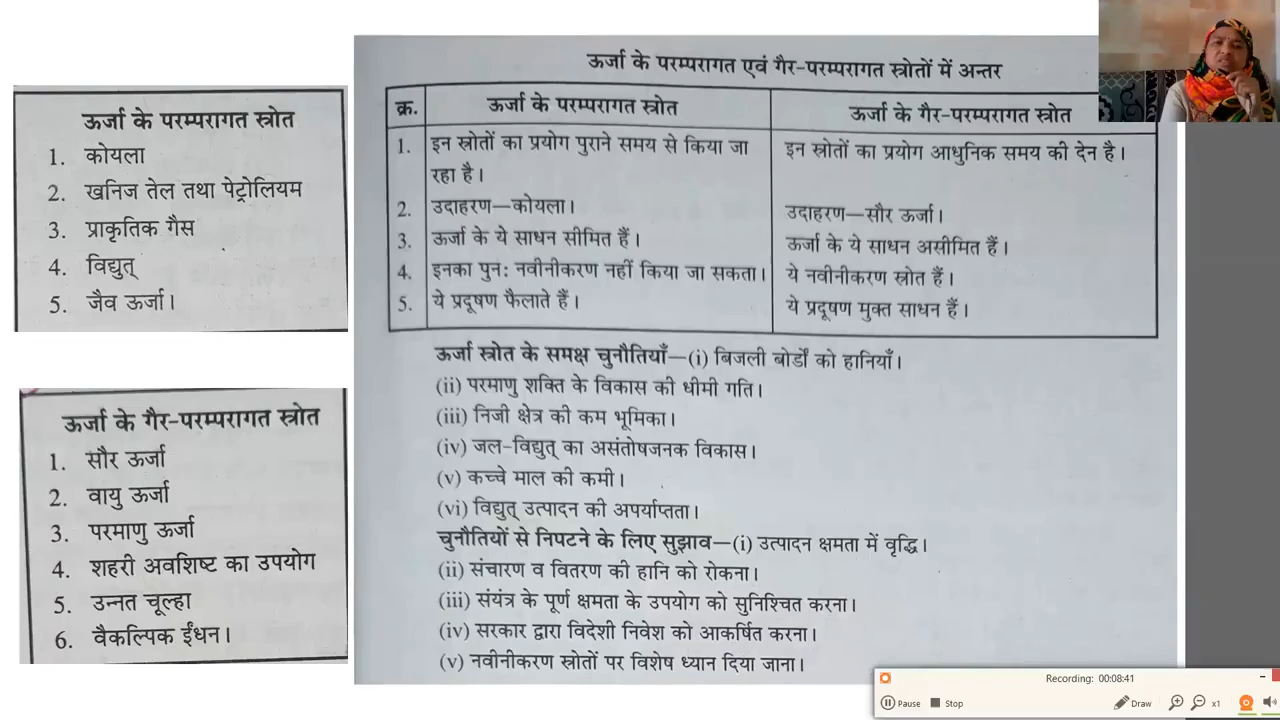 ऊर्जा के परम्परागत स्त्रोत
1. कोयला
2. खनिज तेल तथा पेट्रोलियम
3. प्राकृतिक गैस
4. विद्युत्
5. जैव ऊर्जा।
ऊर्जा के गैर-परम्परागत स्त्रोत
1. सौर ऊर्जा
2. वायु ऊर्जा
3. परमाणु ऊर्जा
4. शहरी अवशिष्ट का उपयोग
5. उन्नत चूल्हा
6. वैकल्पिक ईंधन।
ऊर्जा के परम्परागत एवं गैर-परम्परागत स्त्रोतों में अन्तर
क्र. ऊर्जा के परम्परागत स्त्रोत ऊर्जा के गैर-परम्परागत स्त्रोत
1. इन स्त्रोतों का प्रयोग पुराने समय से किया जा इन स्त्रोतों का प्रयोग आधुनिक समय की देन है।
रहा है।
2. उदाहरण—कोयला। उदाहरण—सौर ऊर्जा।
3. ऊर्जा के ये साधन सीमित हैं। ऊर्जा के ये साधन असीमित हैं।
4. इनका पुन: नवीनीकरण नहीं किया जा सकता। ये नवीनीकरण स्त्रोत हैं।
5. ये प्रदूषण फैलाते हैं। ये प्रदूषण मुक्त साधन हैं।
ऊर्जा स्त्रोत के समक्ष चुनौतियाँ—(i) बिजली बोर्डों को हानियाँ।
(ii) परमाणु शक्ति के विकास की धीमी गति।
(iii) निजी क्षेत्र की कम भूमिका।
(iv) जल-विद्युत् का असंतोषजनक विकास।
(v) कच्चे माल की कमी।
(vi) विद्युत् उत्पादन की अपर्याप्तता।
चुनौतियों से निपटने के लिए सुझाव—(i) उत्पादन क्षमता में वृद्धि।
(ii) संचारण व वितरण की हानि को रोकना।
(iii) संयंत्र के पूर्ण क्षमता के उपयोग को सुनिश्चित करना।
(iv) सरकार द्वारा विदेशी निवेश को आकर्षित करना।
(v) नवीनीकरण स्त्रोतों पर विशेष ध्यान दिया जाना।
Recording: 00:08:41
Pause Stop Draw x1